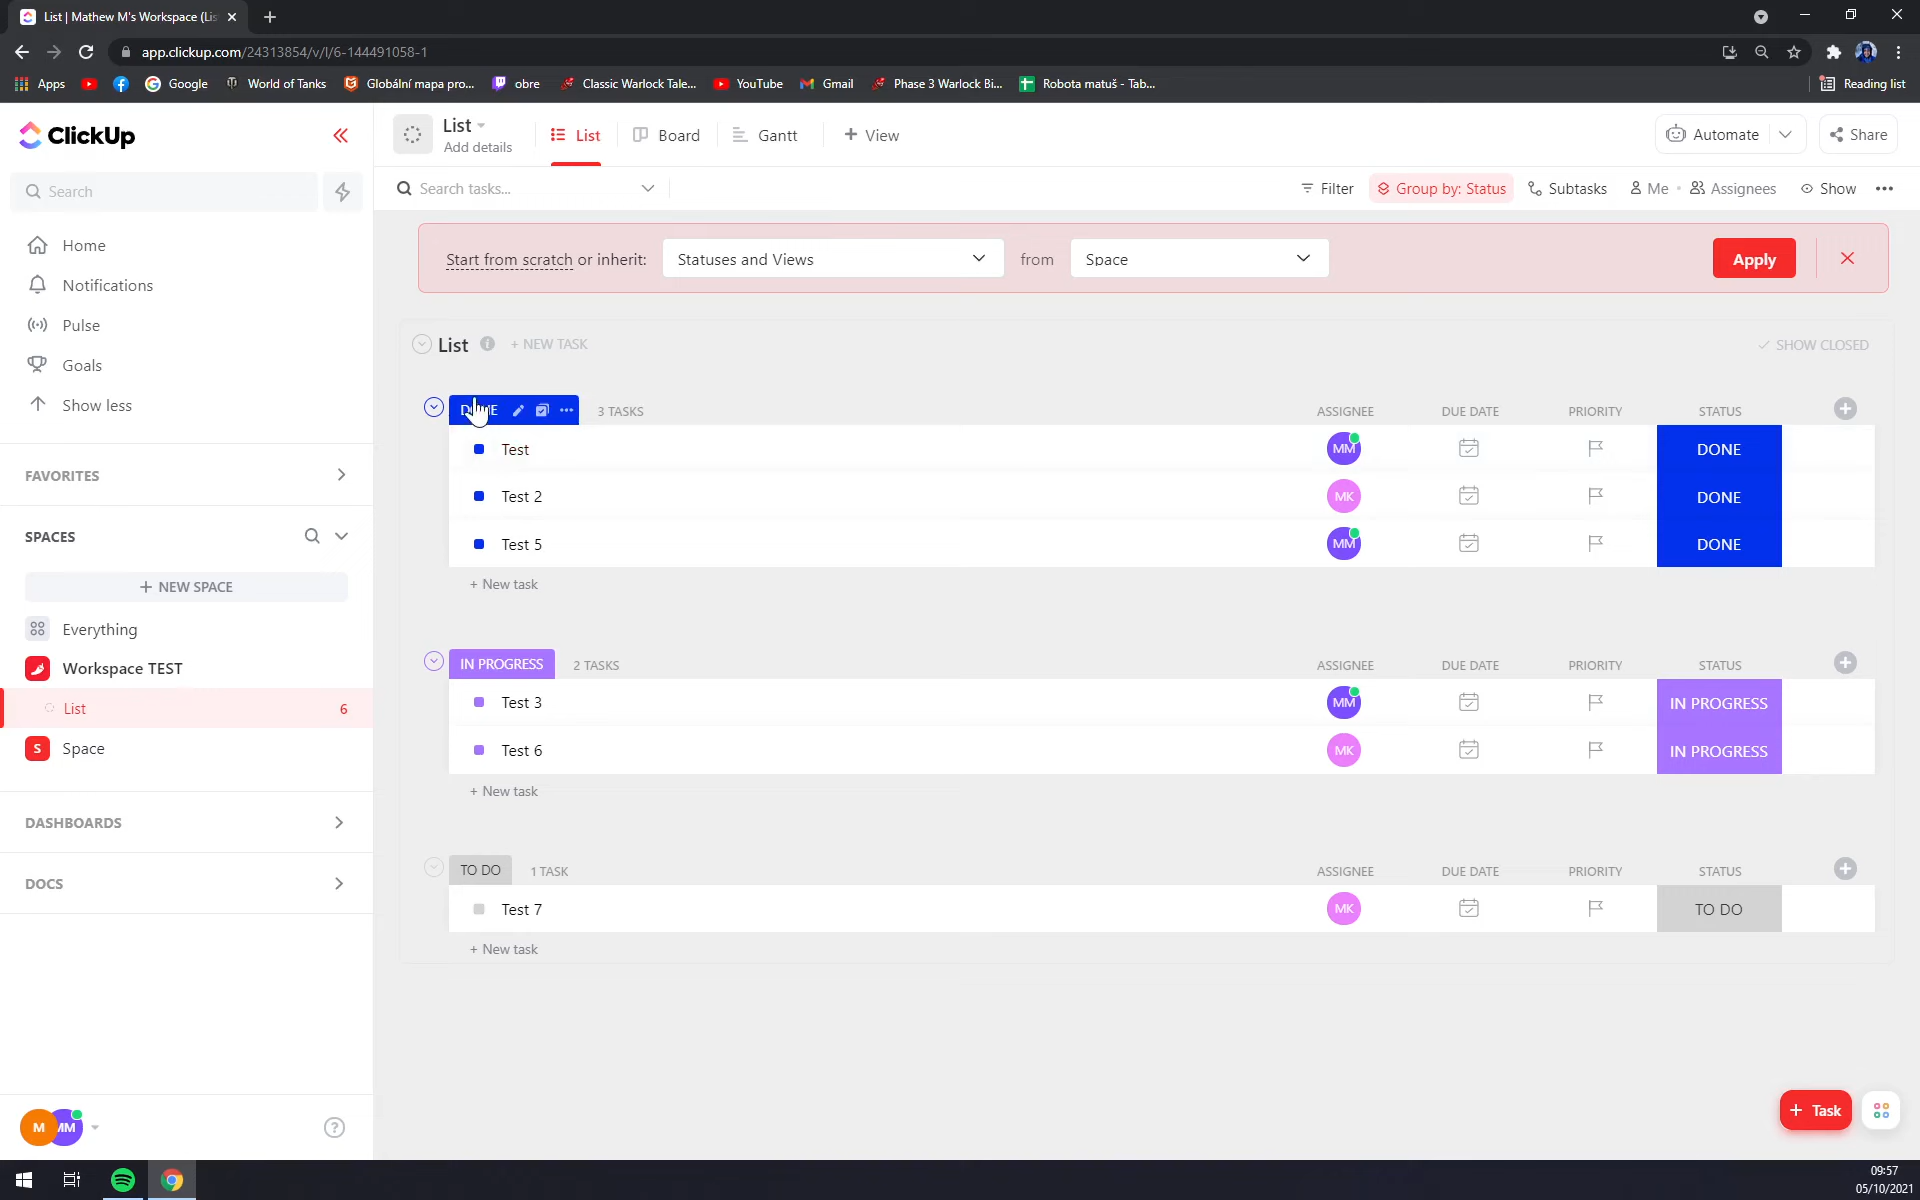 List | Mathew M's Workspace (Lis
app.clickup.com/24313854/v/l/6-144491058-1
Apps
Google
World of Tanks
Globální mapa pro...
obre
Classic Warlock Tale...
YouTube
Gmail
Phase 3 Warlock Bi...
Robota matuš - Tab...
Reading list
ClickUp
Search
Home
Notifications
Pulse
Goals
Show less
FAVORITES
SPACES
+ NEW SPACE
Everything
Workspace TEST
List 6
S Space
DASHBOARDS
DOCS
M MM
List
Add details
List
Board
Gantt
+ View
Automate
Share
Search tasks...
Filter
Group by: Status
Subtasks
Me
Assignees
Show
Start from scratch or inherit: Statuses and Views from Space Apply
List + NEW TASK SHOW CLOSED
3 TASKS ASSIGNEE DUE DATE PRIORITY STATUS
Test MM DONE
Test 2 MK DONE
Test 5 MM DONE
+ New task
IN PROGRESS 2 TASKS ASSIGNEE DUE DATE PRIORITY STATUS
Test 3 MM IN PROGRESS
Test 6 MK IN PROGRESS
+ New task
TO DO 1 TASK ASSIGNEE DUE DATE PRIORITY STATUS
Test 7 MK TO DO
+ New task
+ Task
09:57
05/10/2021